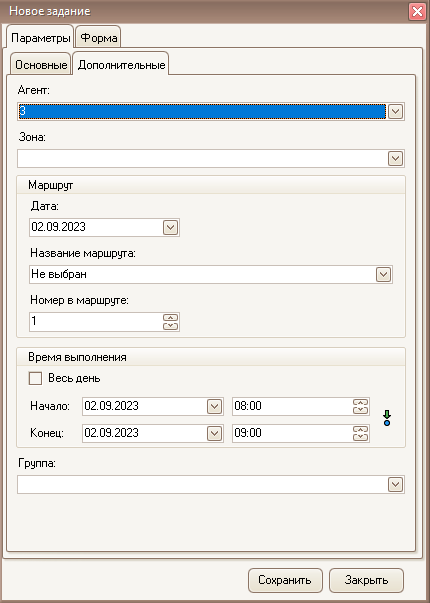 Новое задание
Параметры Форма
Основные Дополнительные
Агент:
3
Зона:
Маршрут
Дата:
02.09.2023
Название маршрута:
Не выбран
Номер в маршруте:
1
Время выполнения
Весь день
Начало: 02.09.2023 08:00
Конец: 02.09.2023 09:00
Группа:
Сохранить Закрыть